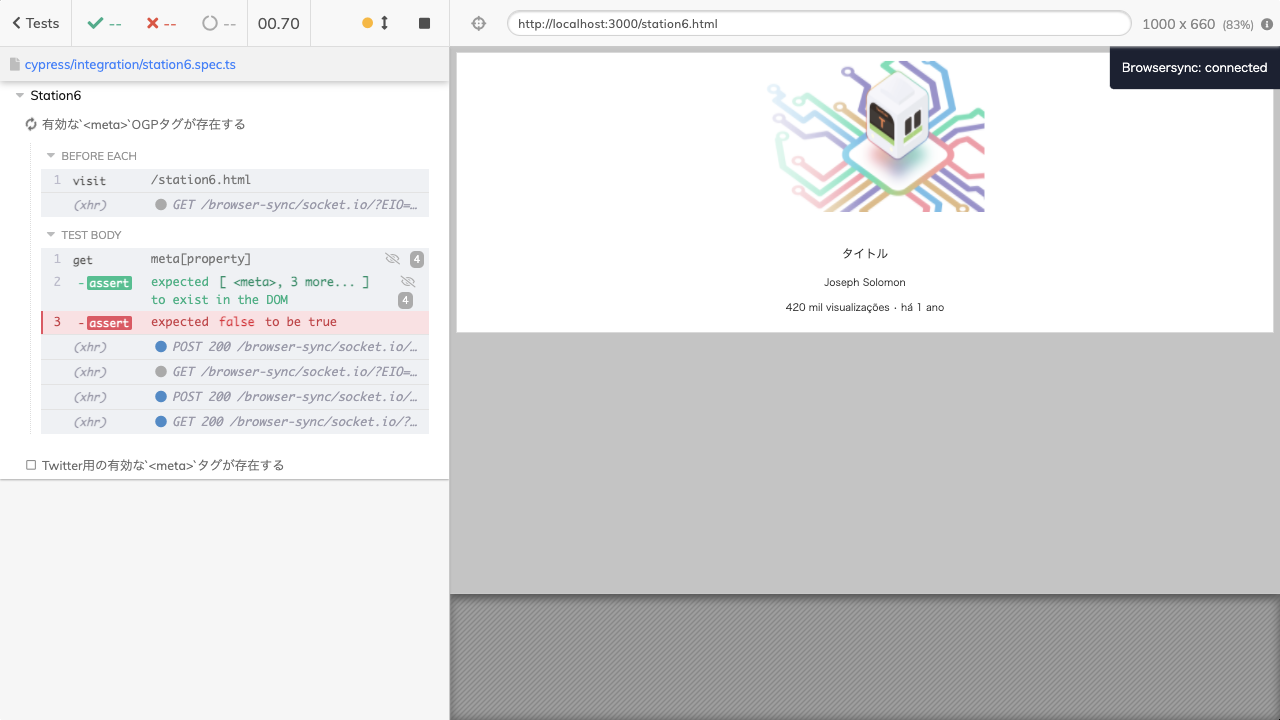 Tests
--
--
--
00.70
http://localhost:3000/station6.html
1000 x 660 (83%)
cypress/integration/station6.spec.ts
Browsersync: connected
Station6
有効な`<meta>`OGPタグが存在する
BEFORE EACH
1 visit /station6.html
(xhr) GET /browser-sync/socket.io/?EIO=…
TEST BODY
1 get meta[property] 4
2 -assert expected [ <meta>, 3 more... ]
to exist in the DOM 4
3 -assert expected false to be true
(xhr) POST 200 /browser-sync/socket.io/…
(xhr) GET /browser-sync/socket.io/?EIO=…
(xhr) POST 200 /browser-sync/socket.io/…
(xhr) GET 200 /browser-sync/socket.io/?…
Twitter用の有効な`<meta>`タグが存在する
T
タイトル
Joseph Solomon
420 mil visualizações · há 1 ano